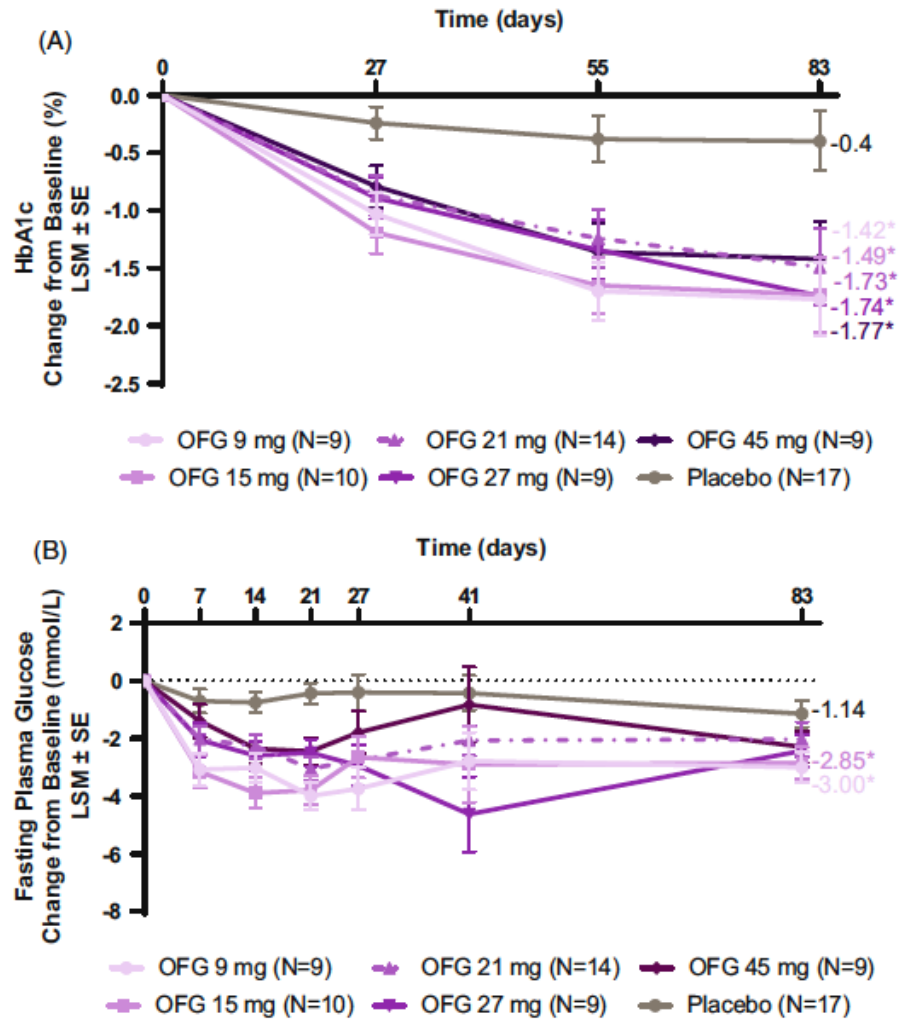 (A)
Time (days)
0 27 55 83
HbA1c
Change from Baseline (%)
LSM ± SE
0.0
-0.5
-1.0
-1.5
-2.0
-2.5
-0.4
-1.42*
-1.49*
-1.73*
-1.74*
-1.77*
OFG 9 mg (N=9) OFG 21 mg (N=14) OFG 45 mg (N=9)
OFG 15 mg (N=10) OFG 27 mg (N=9) Placebo (N=17)
(B)
Time (days)
0 7 14 21 27 41 83
Fasting Plasma Glucose
Change from Baseline (mmol/L)
LSM ± SE
2
0
-2
-4
-6
-8
-1.14
-2.85*
-3.00*
OFG 9 mg (N=9) OFG 21 mg (N=14) OFG 45 mg (N=9)
OFG 15 mg (N=10) OFG 27 mg (N=9) Placebo (N=17)